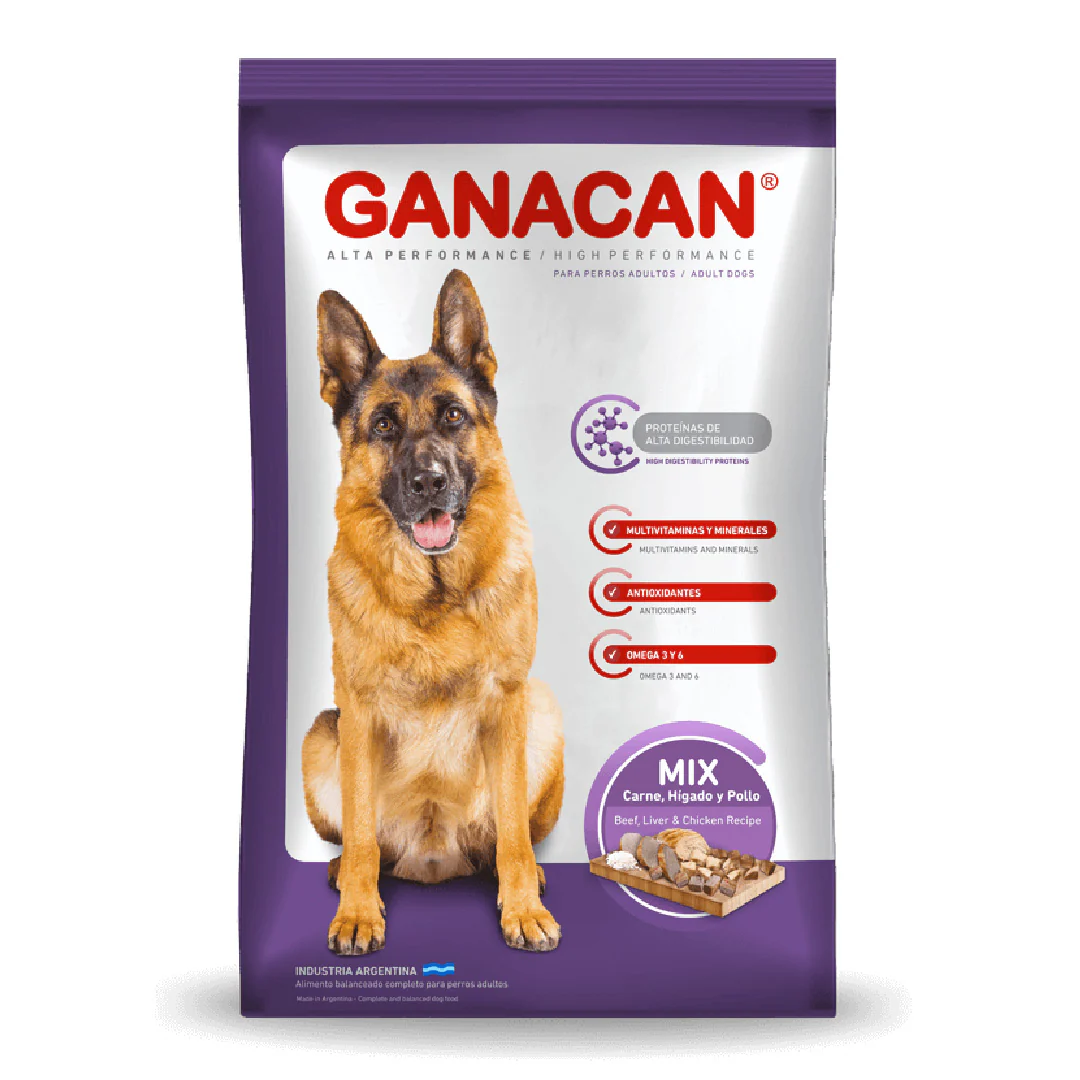 GANACAN®
ALTA PERFORMANCE / HIGH PERFORMANCE
PARA PERROS ADULTOS / ADULT DOGS
PROTEÍNAS DE
ALTA DIGESTIBILIDAD
HIGH DIGESTIBILITY PROTEINS
✓ MULTIVITAMINAS Y MINERALES
MULTIVITAMINS AND MINERALS
✓ ANTIOXIDANTES
ANTIOXIDANTS
✓ OMEGA 3 Y 6
OMEGA 3 AND 6
MIX
Carne, Hígado y Pollo
Beef, Liver & Chicken Recipe
INDUSTRIA ARGENTINA
Alimento balanceado completo para perros adultos
Made in Argentina - Complete and balanced dog food